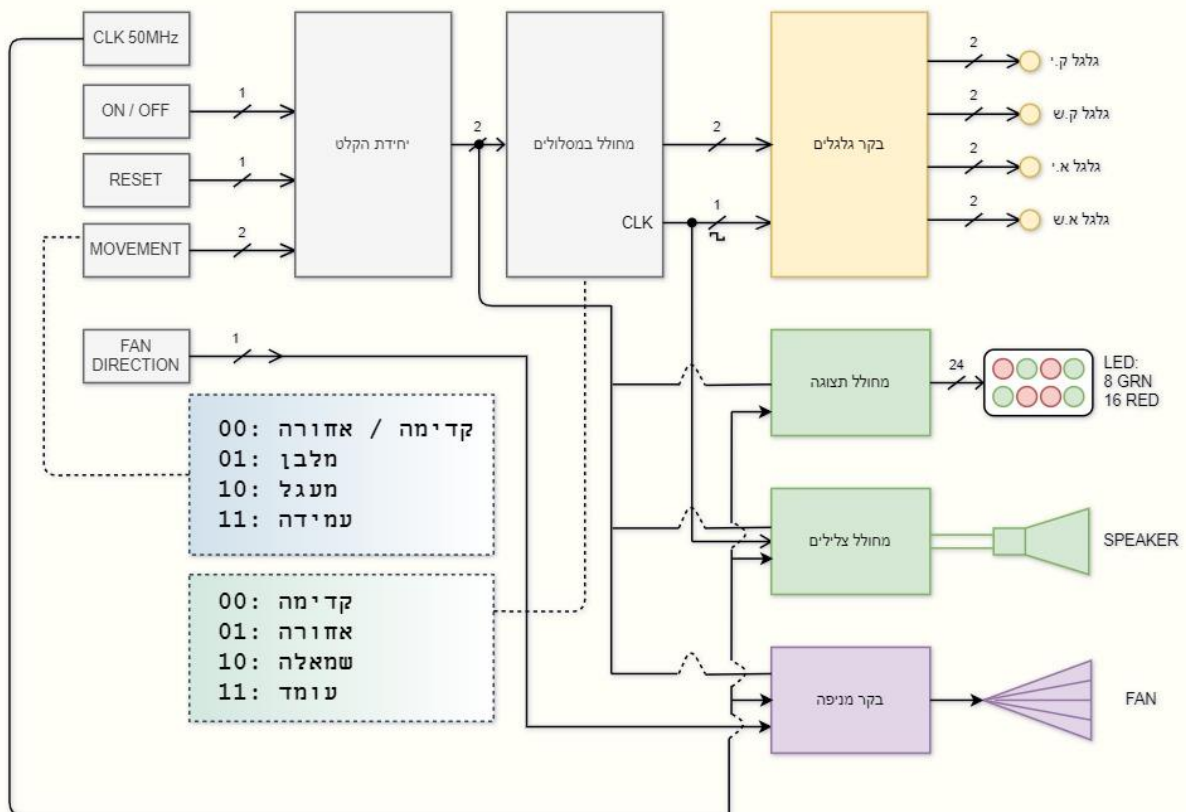 CLK 50MHz
ON / OFF
1
RESET
1
MOVEMENT
2
יחידת הקלט
2
מחולל במסלולים
CLK
2
1
בקר גלגלים
2
גלגל ק.י
2
גלגל ק.ש
2
גלגל א.י
2
גלגל א.ש
FAN
DIRECTION
1
מחולל תצוגה
24
LED:
8 GRN
16 RED
00: קדימה / אחורה
01: מלבן
10: מעגל
11: עמידה
מחולל צלילים
SPEAKER
00: קדימה
01: אחורה
10: שמאלה
11: עומד
בקר מניפה
FAN